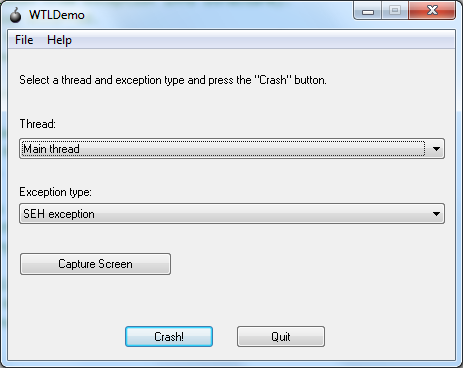 WTLDemo
File Help
Select a thread and exception type and press the "Crash" button.
Thread:
Main thread
Exception type:
SEH exception
Capture Screen
Crash! Quit